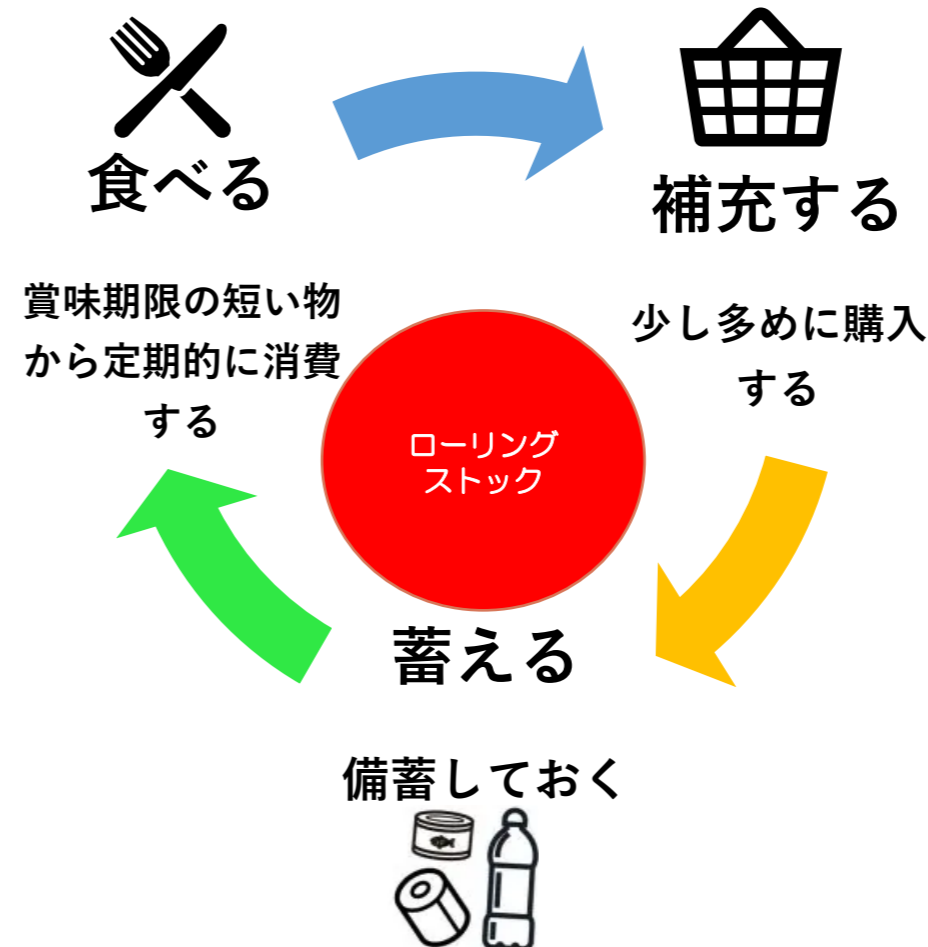 食べる
補充する
賞味期限の短い物
から定期的に消費
する
少し多めに購入
する
ローリング
ストック
蓄える
備蓄しておく